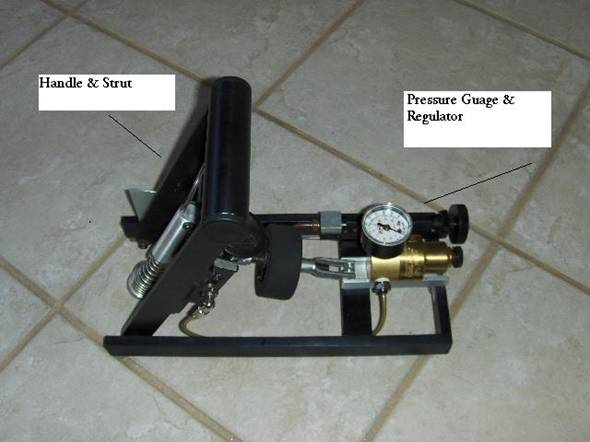 Handle & Strut
Pressure Guage &
Regulator